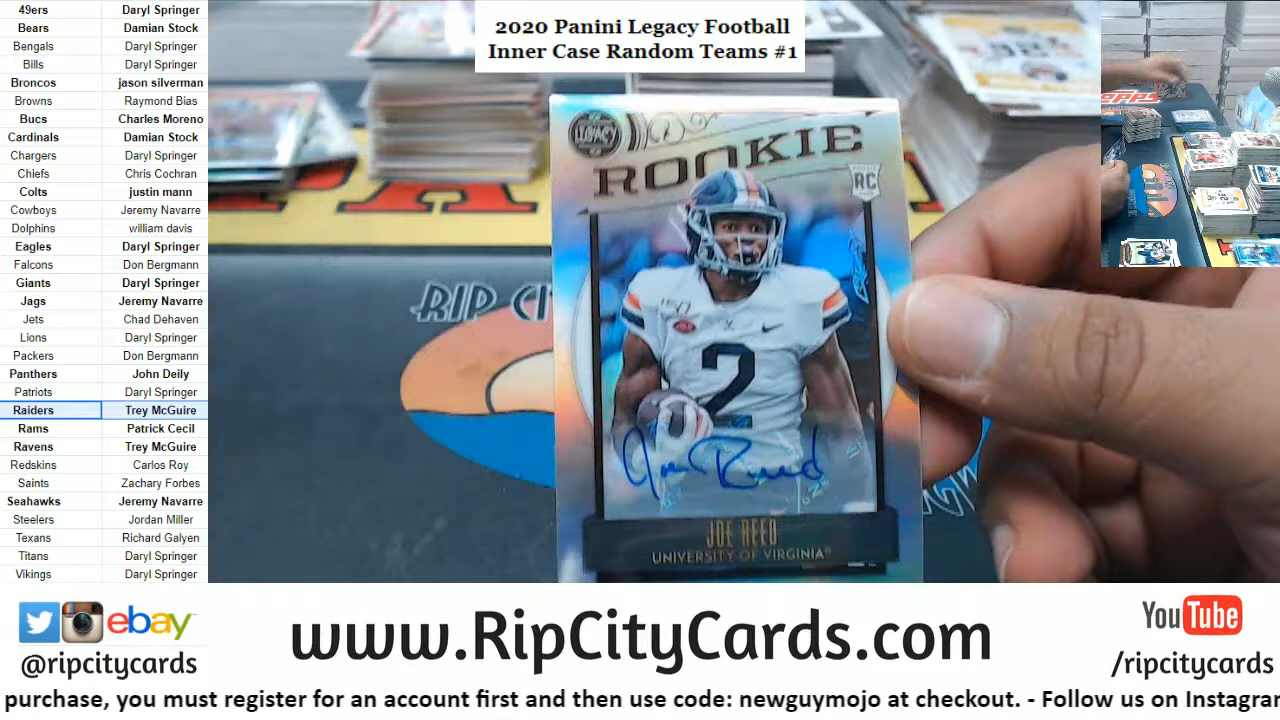 49ers Daryl Springer
Bears Damian Stock
Bengals Daryl Springer
Bills Daryl Springer
Broncos jason silverman
Browns Raymond Bias
Bucs Charles Moreno
Cardinals Damian Stock
Chargers Daryl Springer
Chiefs Chris Cochran
Colts justin mann
Cowboys Jeremy Navarre
Dolphins william davis
Eagles Daryl Springer
Falcons Don Bergmann
Giants Daryl Springer
Jags Jeremy Navarre
Jets Chad Dehaven
Lions Daryl Springer
Packers Don Bergmann
Panthers John Deily
Patriots Daryl Springer
Raiders Trey McGuire
Rams Patrick Cecil
Ravens Trey McGuire
Redskins Carlos Roy
Saints Zachary Forbes
Seahawks Jeremy Navarre
Steelers Jordan Miller
Texans Richard Galyen
Titans Daryl Springer
Vikings Daryl Springer
2020 Panini Legacy Football
Inner Case Random Teams #1
LEGACY
ROOKIE
RC
2
Joe Reed
JOE REED
UNIVERSITY OF VIRGINIA®
RIP CI
TOPPS
ebay
@ripcitycards
www.RipCityCards.com
YouTube
/ripcitycards
purchase, you must register for an account first and then use code: newguymojo at checkout. - Follow us on Instagra